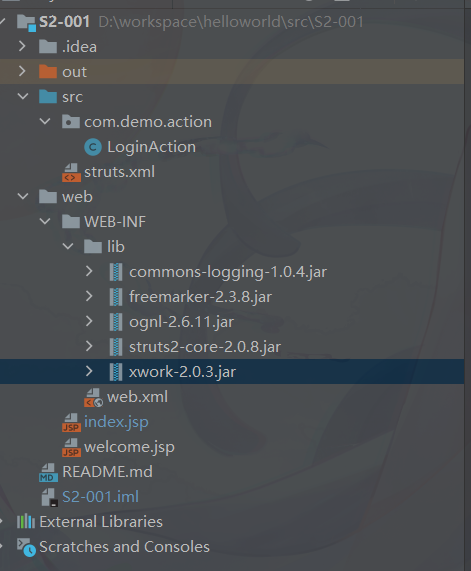 S2-001 D:\workspace\helloworld\src\S2-001
.idea
out
src
com.demo.action
LoginAction
struts.xml
web
WEB-INF
lib
commons-logging-1.0.4.jar
freemarker-2.3.8.jar
ognl-2.6.11.jar
struts2-core-2.0.8.jar
xwork-2.0.3.jar
web.xml
index.jsp
welcome.jsp
README.md
S2-001.iml
External Libraries
Scratches and Consoles